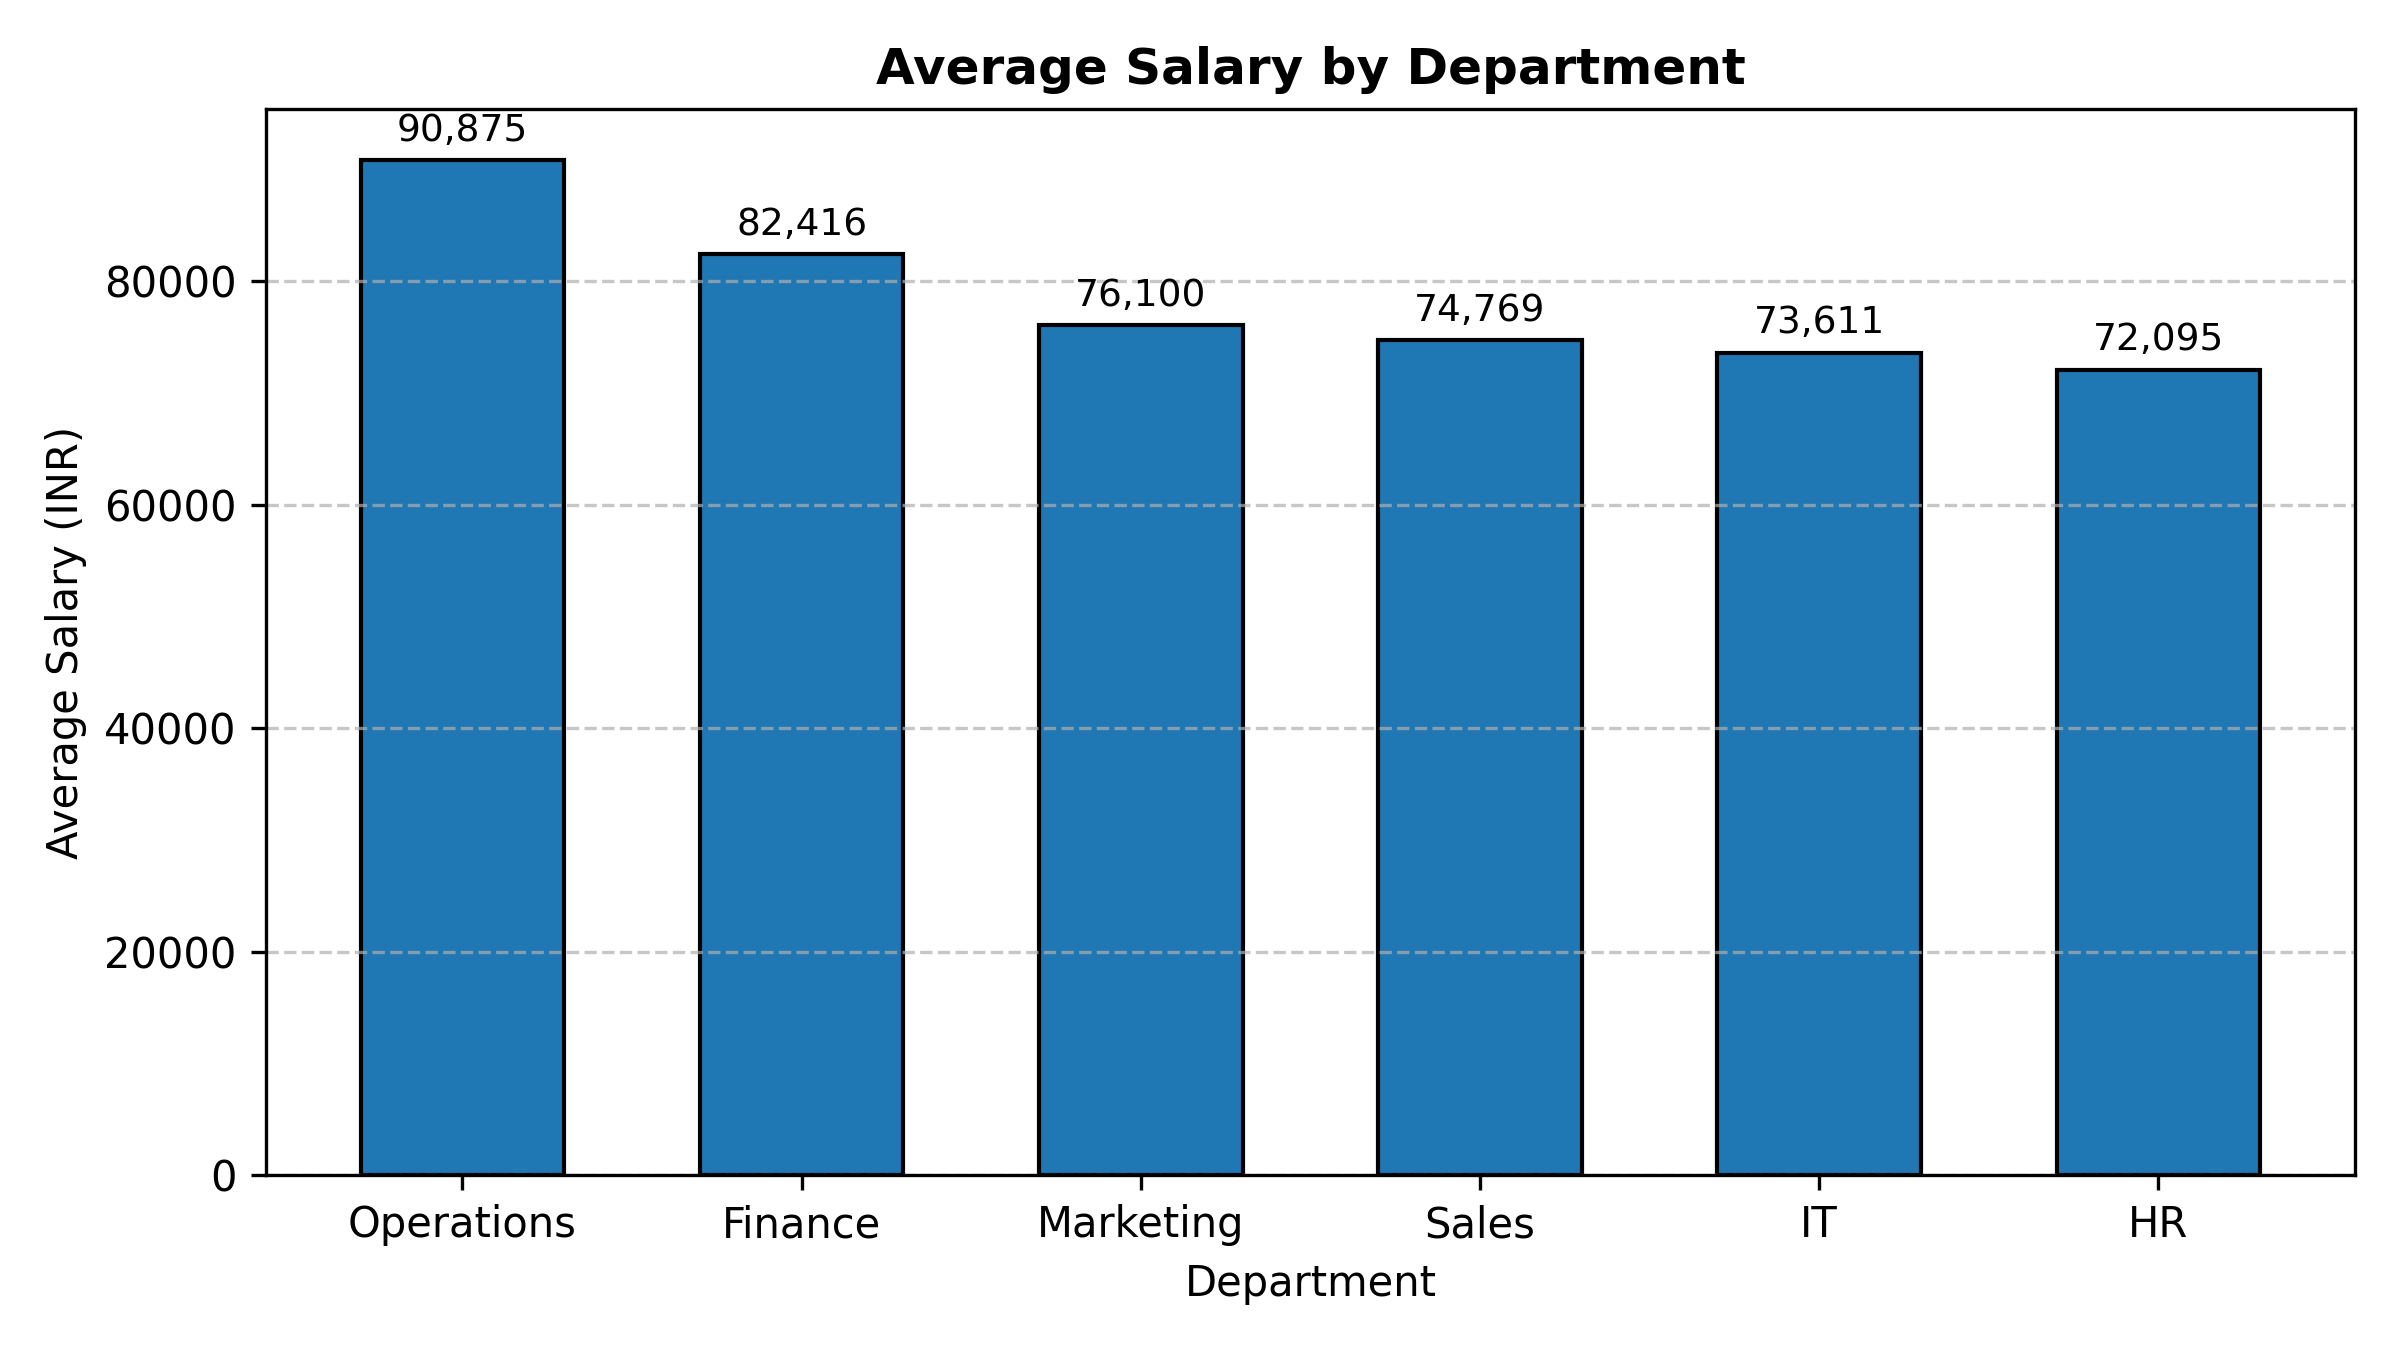 Average Salary by Department
90,875
82,416
76,100
74,769
73,611
72,095
80000
60000
40000
20000
0
Average Salary (INR)
Operations Finance Marketing Sales IT HR
Department